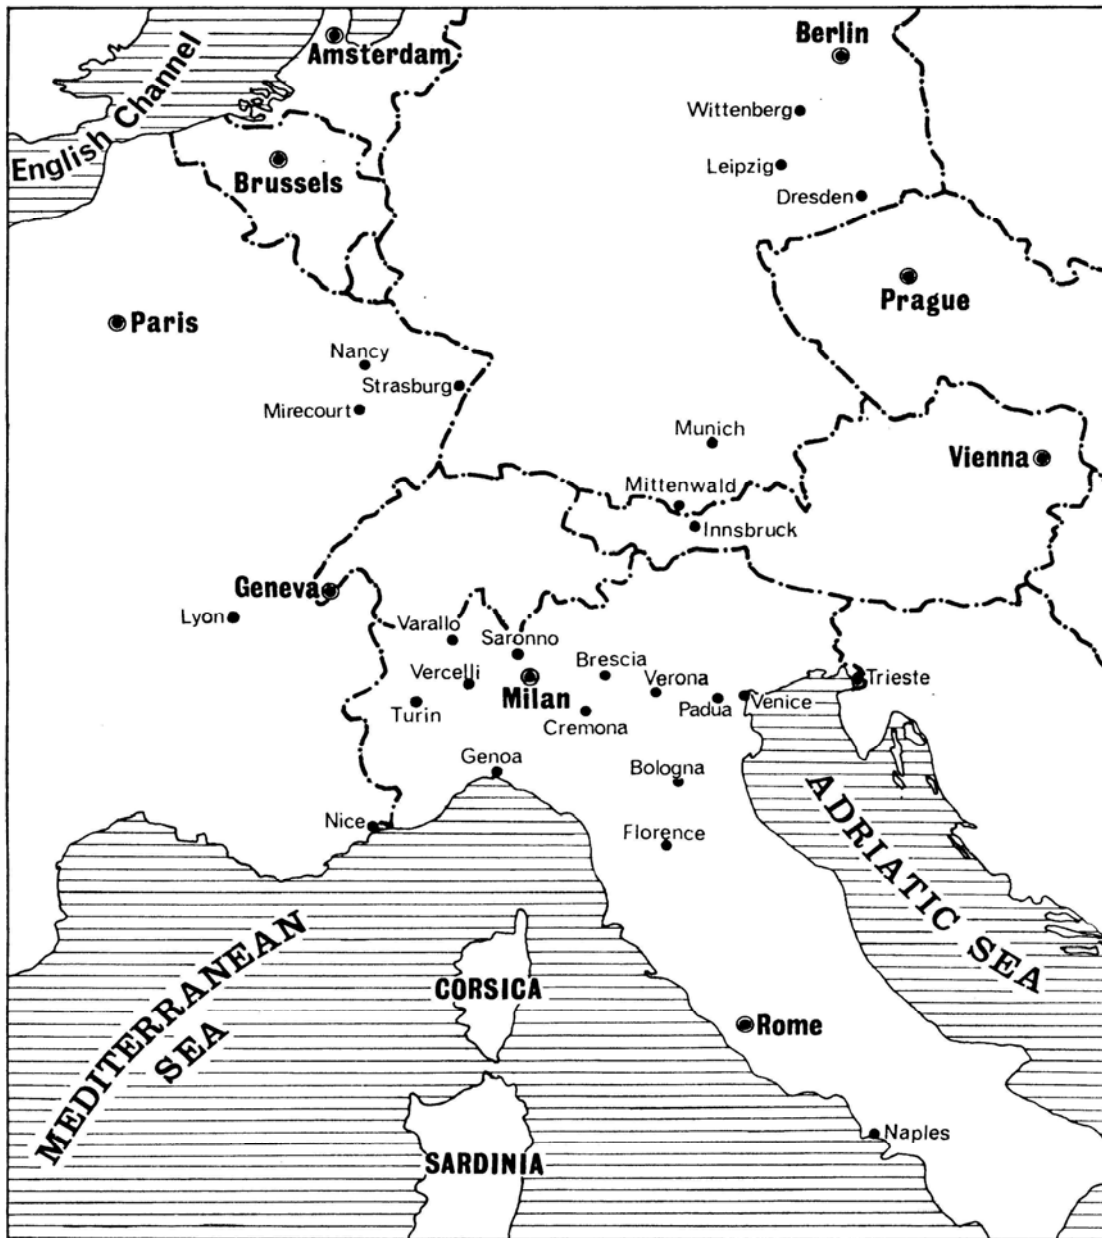 Amsterdam
Berlin
English Channel
Wittenberg
Brussels
Leipzig
Dresden
Prague
Paris
Nancy
Strasburg
Mirecourt
Munich
Vienna
Mittenwald
Innsbruck
Geneva
Lyon
Varallo
Saronno
Brescia
Vercelli
Verona
Trieste
Milan
Padua
Venice
Turin
Cremona
Genoa
Bologna
Nice
Florence
ADRIATIC SEA
MEDITERRANEAN
SEA
CORSICA
Rome
Naples
SARDINIA